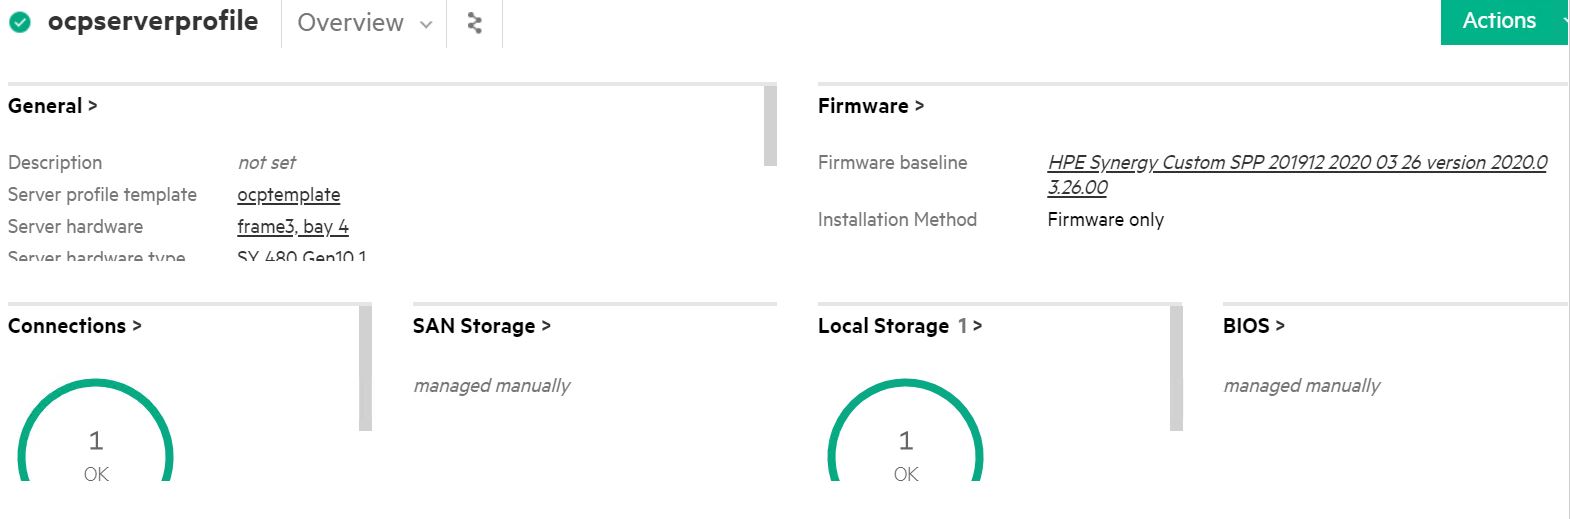 ocpserverprofile Overview Actions
General >
Description not set
Server profile template ocptemplate
Server hardware frame3, bay 4
Server hardware type SY 480 Gen10 1
Firmware >
Firmware baseline HPE Synergy Custom SPP 201912 2020 03 26 version 2020.0
3.26.00
Installation Method Firmware only
Connections >
1
OK
SAN Storage >
managed manually
Local Storage 1 >
1
OK
BIOS >
managed manually